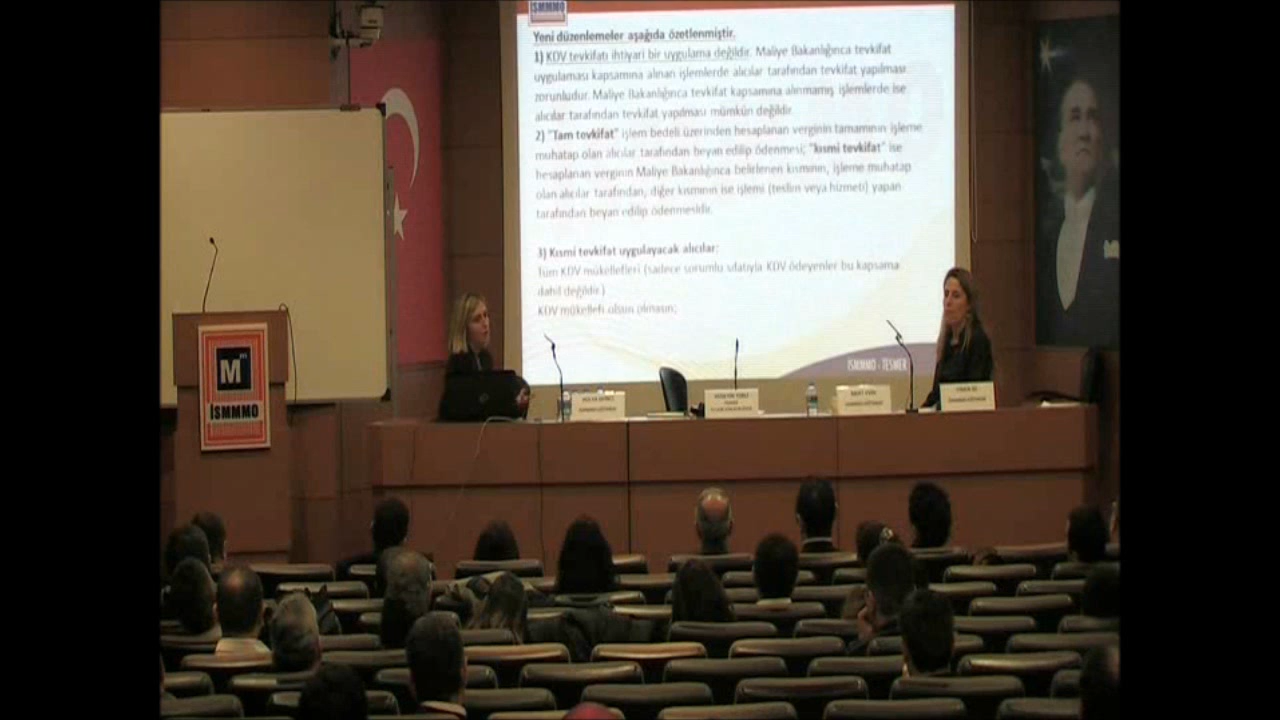 İSMMMO
Yeni düzenlemeler aşağıda özetlenmiştir.
1) KDV tevkifatı ihtiyari bir uygulama değildir. Maliye Bakanlığınca tevkifat
uygulaması kapsamına alınan işlemlerde alıcılar tarafından tevkifat yapılması
zorunludur. Maliye Bakanlığınca tevkifat kapsamına alınmamış işlemlerde ise
alıcılar tarafından tevkifat yapılması mümkün değildir.
2) "Tam tevkifat" işlem bedeli üzerinden hesaplanan verginin tamamının işleme
muhatap olan alıcılar tarafından beyan edilip ödenmesi; "kısmi tevkifat" ise
hesaplanan verginin Maliye Bakanlığınca belirlenen kısmının, işleme muhatap
olan alıcılar tarafından, diğer kısmının ise işlemi (teslim veya hizmeti) yapan
tarafından beyan edilip ödenmesidir.
3) Kısmi tevkifat uygulayacak alıcılar:
Tüm KDV mükellefleri (sadece sorumlu sıfatıyla KDV ödeyenler bu kapsama
dahil değildir.)
KDV mükellefi olsun olmasın;
İSMMMO - TESMER
M
İSMMMO